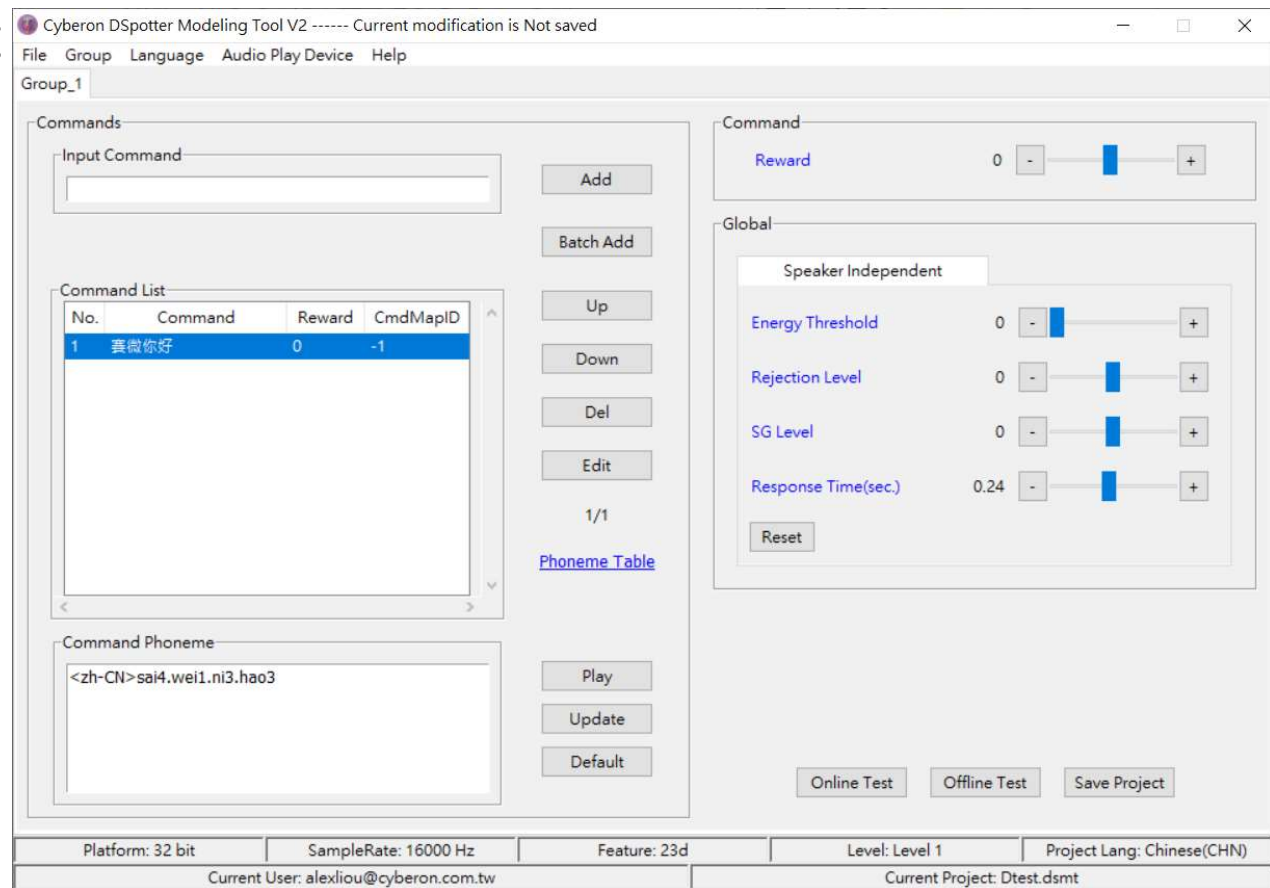 Cyberon DSpotter Modeling Tool V2 ------ Current modification is Not saved
File Group Language Audio Play Device Help
Group_1
Commands
Input Command
Add
Batch Add
Command List
No. Command Reward CmdMapID
1 賽微你好 0 -1
Up
Down
Del
Edit
1/1
Phoneme Table
Command Phoneme
<zh-CN>sai4.wei1.ni3.hao3
Play
Update
Default
Command
Reward 0 - +
Global
Speaker Independent
Energy Threshold 0 - +
Rejection Level 0 - +
SG Level 0 - +
Response Time(sec.) 0.24 - +
Reset
Online Test Offline Test Save Project
Platform: 32 bit SampleRate: 16000 Hz Feature: 23d Level: Level 1 Project Lang: Chinese(CHN)
Current User: alexliou@cyberon.com.tw Current Project: Dtest.dsmt